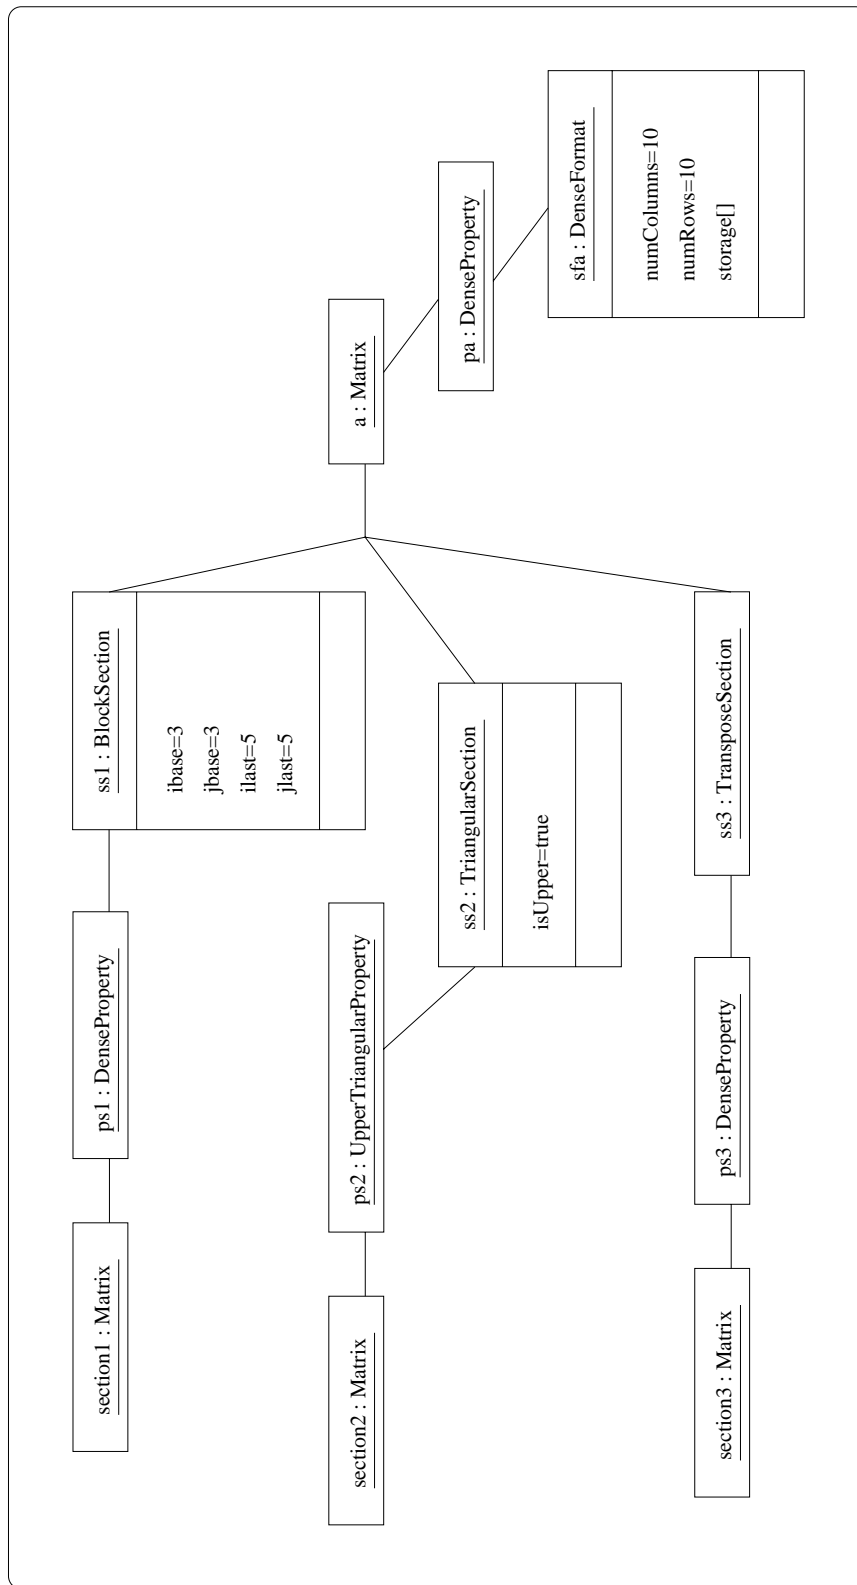 section1 : Matrix
ps1 : DenseProperty
ss1 : BlockSection
ibase=3
jbase=3
ilast=5
jlast=5
section2 : Matrix
ps2 : UpperTriangularProperty
ss2 : TriangularSection
isUpper=true
section3 : Matrix
ps3 : DenseProperty
ss3 : TransposeSection
a : Matrix
pa : DenseProperty
sfa : DenseFormat
numColumns=10
numRows=10
storage[]